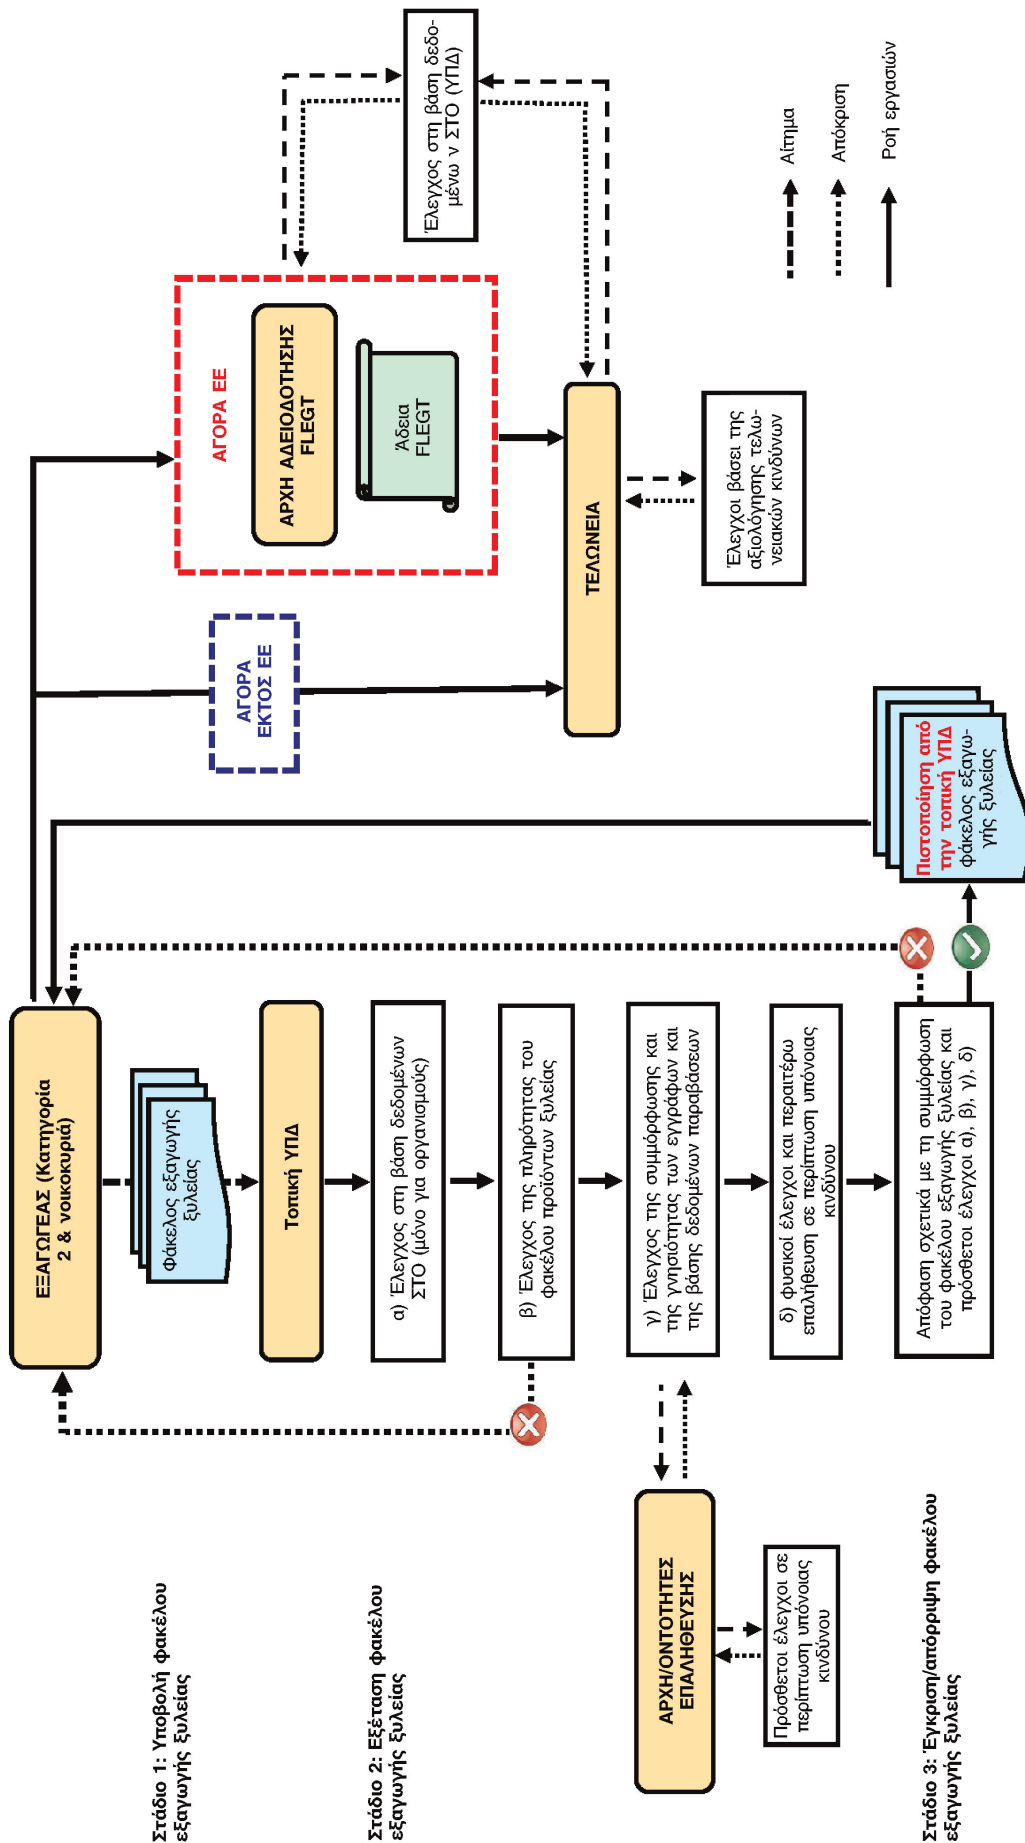 Στάδιο 1: Υποβολή φακέλου
εξαγωγής ξυλείας
ΕΞΑΓΩΓΕΑΣ (Κατηγορία
2 & νοικοκυριά)
Φάκελος εξαγωγής
ξυλείας
Στάδιο 2: Εξέταση φακέλου
εξαγωγής ξυλείας
Τοπική ΥΠΔ
α) Έλεγχος στη βάση δεδομένων
ΣΤΟ (μόνο για οργανισμούς)
β) Έλεγχος της πληρότητας του
φακέλου προϊόντων ξυλείας
γ) Έλεγχος της συμμόρφωσης και
της γνησιότητας των εγγράφων και
της βάσης δεδομένων παραβάσεων
δ) φυσικοί έλεγχοι και περαιτέρω
επαλήθευση σε περίπτωση υπόνοιας
κινδύνου
ΑΡΧΗ/ΟΝΤΟΤΗΤΕΣ
ΕΠΑΛΗΘΕΥΣΗΣ
Πρόσθετοι έλεγχοι σε
περίπτωση υπόνοιας
κινδύνου
Στάδιο 3: Έγκριση/απόρριψη φακέλου
εξαγωγής ξυλείας
Απόφαση σχετικά με τη συμμόρφωση
του φακέλου εξαγωγής ξυλείας και
πρόσθετοι έλεγχοι α), β), γ), δ)
Πιστοποίηση από
την τοπική ΥΠΔ
φάκελος εξαγω-
γής ξυλείας
ΑΓΟΡΑ
ΕΚΤΟΣ ΕΕ
ΑΓΟΡΑ ΕΕ
ΑΡΧΗ ΑΔΕΙΟΔΟΤΗΣΗΣ
FLEGT
Άδεια
FLEGT
Έλεγχος στη βάση δεδο-
μένω ν ΣΤΟ (ΥΠΔ)
ΤΕΛΩΝΕΙΑ
Έλεγχοι βάσει της
αξιολόγησης τελω-
νειακών κινδύνων
Αίτημα
Απόκριση
Ροή εργασιών